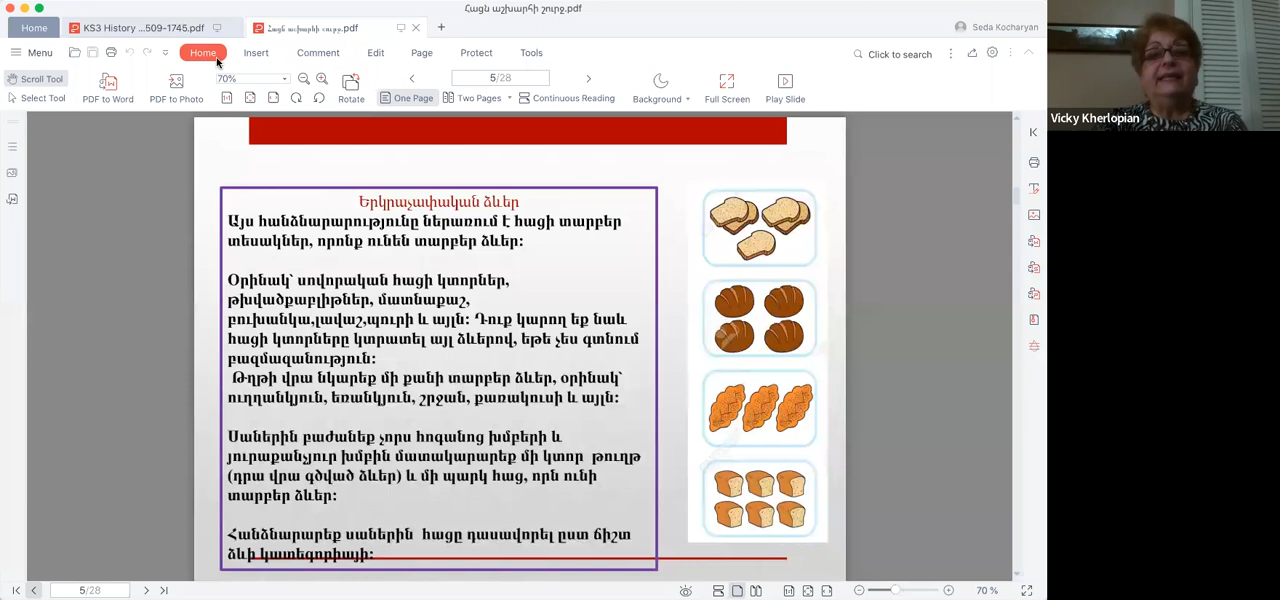 Հացն աշխարհի շուրջ.pdf
Home
KS3 History ...509-1745.pdf
Հացն աշխարհի շուրջ.pdf
Seda Kocharyan
Menu
Home
Insert
Comment
Edit
Page
Protect
Tools
Click to search
Scroll Tool
Select Tool
PDF to Word
PDF to Photo
70%
Rotate
5/28
One Page
Two Pages
Continuous Reading
Background
Full Screen
Play Slide
Vicky Kherlopian
Երկրաչափական ձևեր
Այս հանձնարարությունը ներառում է հացի տարբեր
տեսակներ, որոնք ունեն տարբեր ձևեր:
Օրինակ՝ սովորական հացի կտորներ,
թխվածքաբլիթներ, մատնաքաշ,
բուխանկա,լավաշ,պուրի և այլն: Դուք կարող եք նաև
հացի կտորները կտրատել այլ ձևերով, եթե չես գտնում
բազմազանություն:
Թղթի վրա նկարեք մի քանի տարբեր ձևեր, օրինակ՝
ուղղանկյուն, եռանկյուն, շրջան, քառակուսի և այլն:
Սաներին բաժանեք չորս հոգանոց խմբերի և
յուրաքանչյուր խմբին մատակարարեք մի կտոր թուղթ
(դրա վրա գծված ձևեր) և մի պարկ հաց, որն ունի
տարբեր ձևեր:
Հանձնարարեք սաներին հացը դասավորել ըստ ճիշտ
ձևի կատեգորիայի:
5/28
70 %